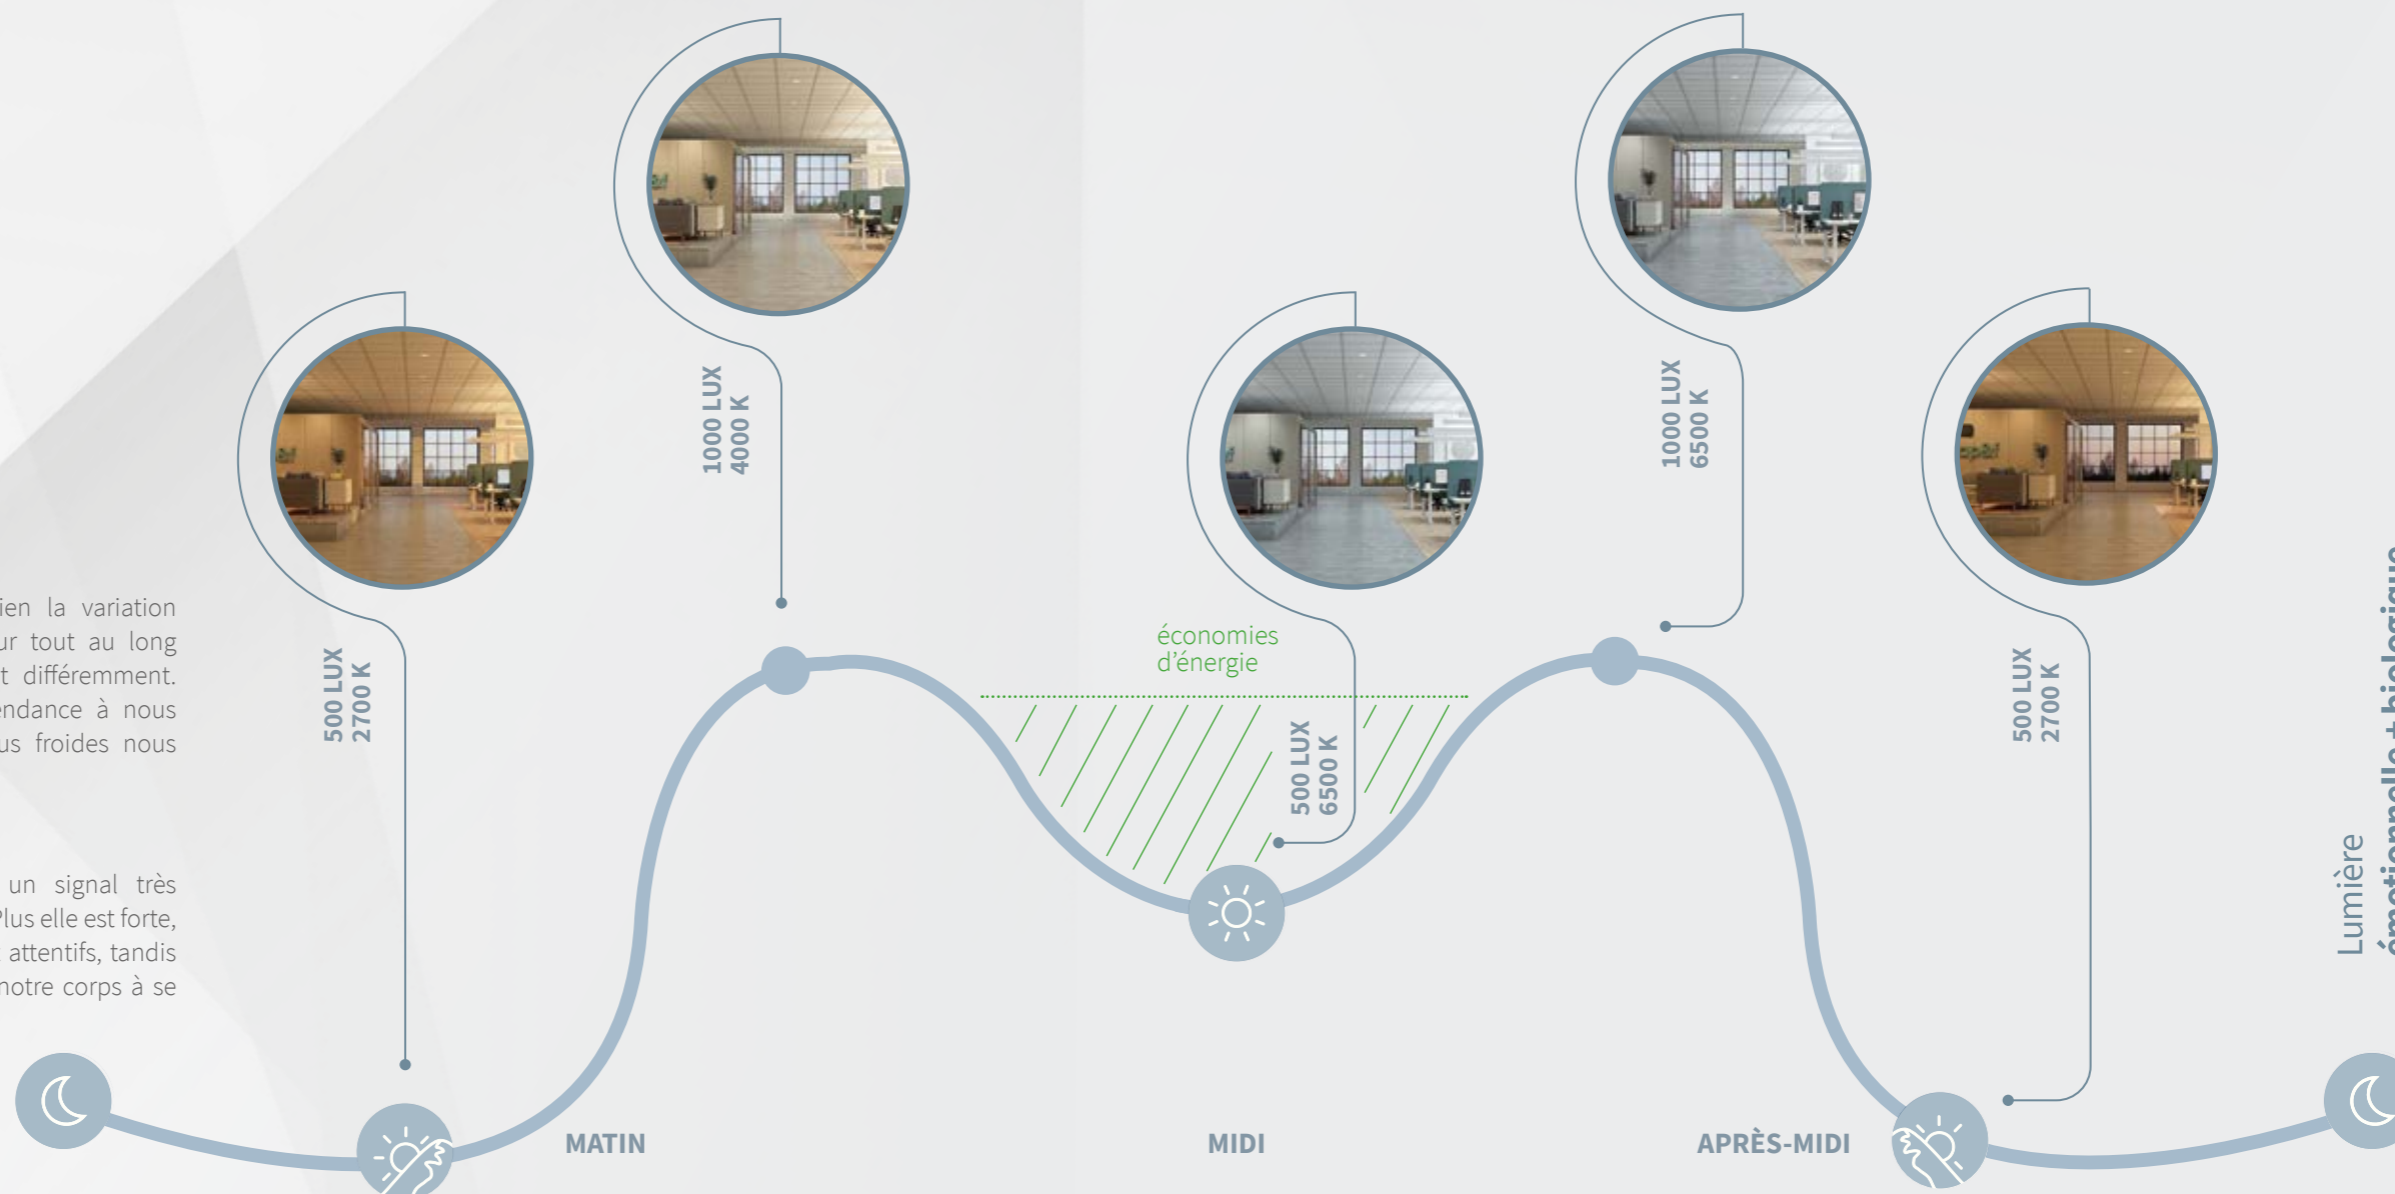 ien la variation
ur tout au long
t différemment.
endance à nous
us froides nous
un signal très
Plus elle est forte,
attentifs, tandis
notre corps à se
500 LUX
2700 K
1000 LUX
4000 K
économies
d'énergie
500 LUX
6500 K
1000 LUX
6500 K
500 LUX
2700 K
Lumière
émotionnelle + biologique
MATIN
MIDI
APRÈS-MIDI